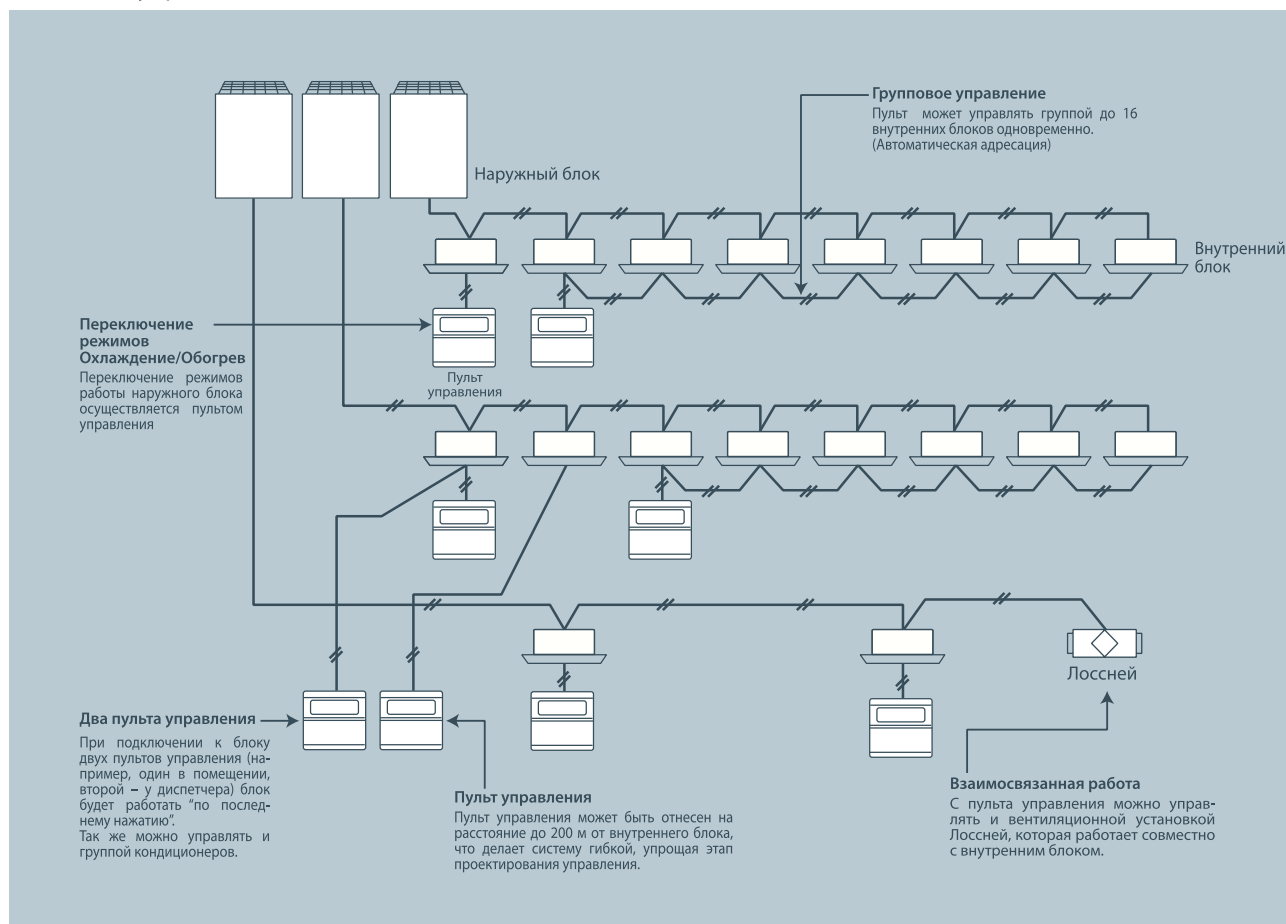 Групповое управление
Пульт может управлять группой до 16
внутренних блоков одновременно.
(Автоматическая адресация)
Наружный блок
Внутренний
блок
Переключение
режимов
Охлаждение/Обогрев
Переключение режимов
работы наружного блока
осуществляется пультом
управления
Пульт
управления
Лоссней
Два пульта управления
При подключении к блоку
двух пультов управления (на-
пример, один в помещении,
второй – у диспетчера) блок
будет работать “по послед-
нему нажатию”.
Так же можно управлять и
группой кондиционеров.
Пульт управления
Пульт управления может быть отнесен на
расстояние до 200 м от внутреннего блока,
что делает систему гибкой, упрощая этап
проектирования управления.
Взаимосвязанная работа
С пульта управления можно управ-
лять и вентиляционной установкой
Лоссней, которая работает совместно
с внутренним блоком.